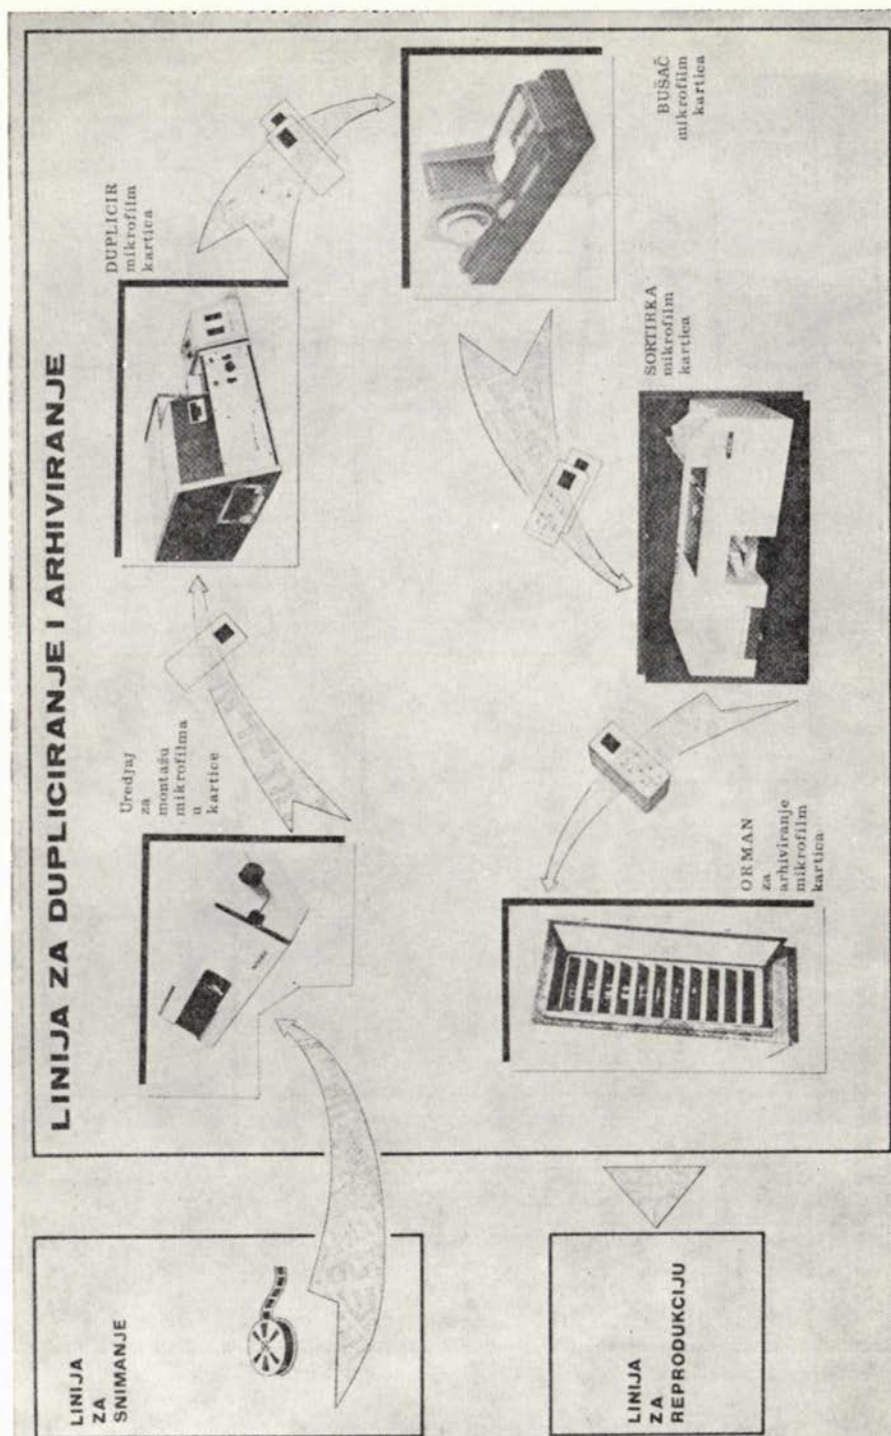 LINIJA ZA DUPLICIRANJE I ARHIVIRANJE
LINIJA
ZA
SNIMANJE
Uredjaj
za
montažu
mikrofilma
u
kartice
DUPLICIR
mikrofilm
kartica
BUŠAČ
mikrofilm
kartica
SORTIRKA
mikrofilm
kartica
ORMAN
za
arhiviranje
mikrofilm
kartica
LINIJA
ZA
REPRODUKCIJU